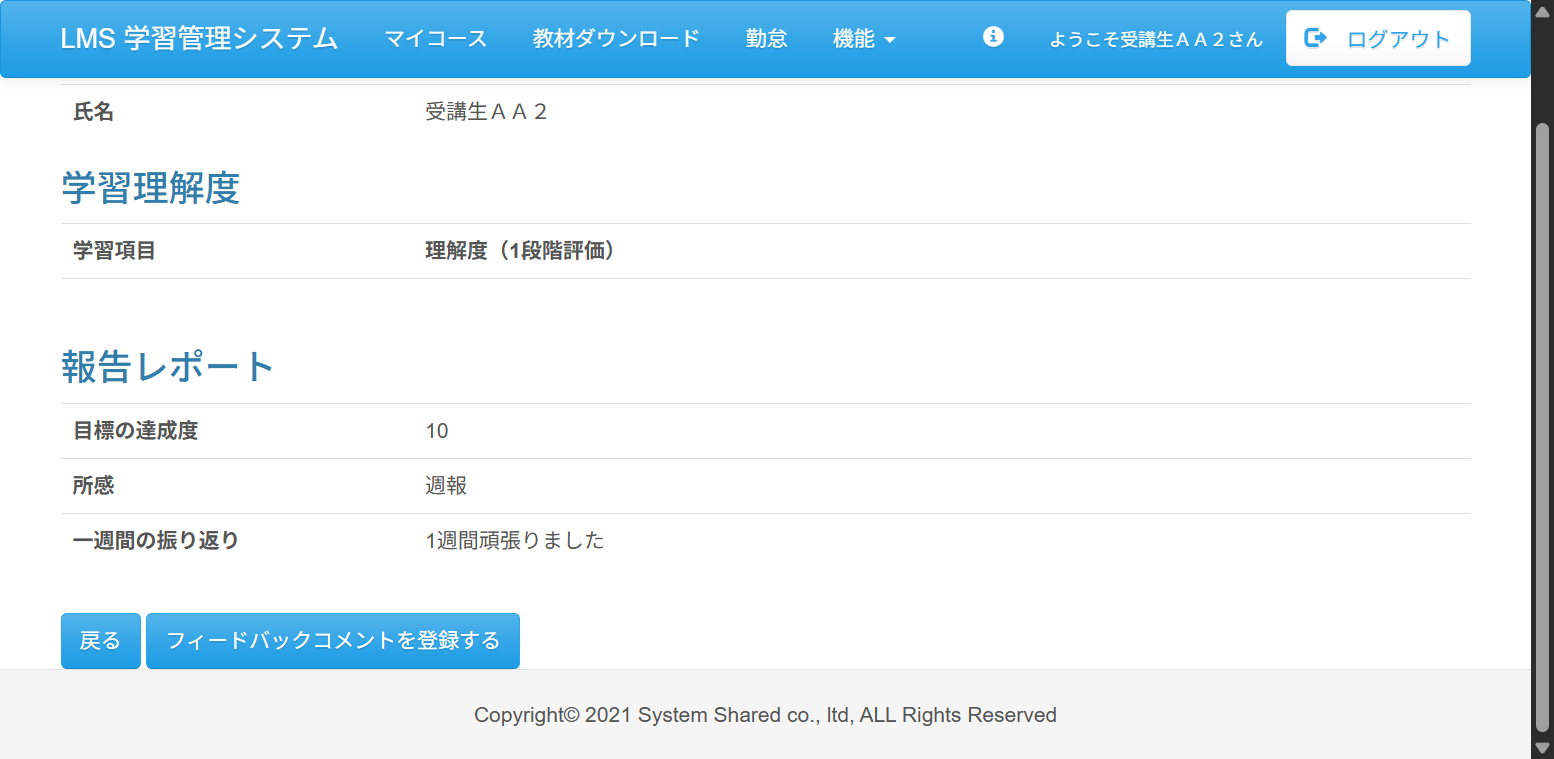 LMS 学習管理システム マイコース 教材ダウンロード 勤怠 機能 ようこそ受講生ＡＡ２さん ログアウト
氏名 受講生ＡＡ２
学習理解度
学習項目 理解度（1段階評価）
報告レポート
目標の達成度 10
所感 週報
一週間の振り返り 1週間頑張りました
戻る フィードバックコメントを登録する
Copyright© 2021 System Shared co., ltd, ALL Rights Reserved